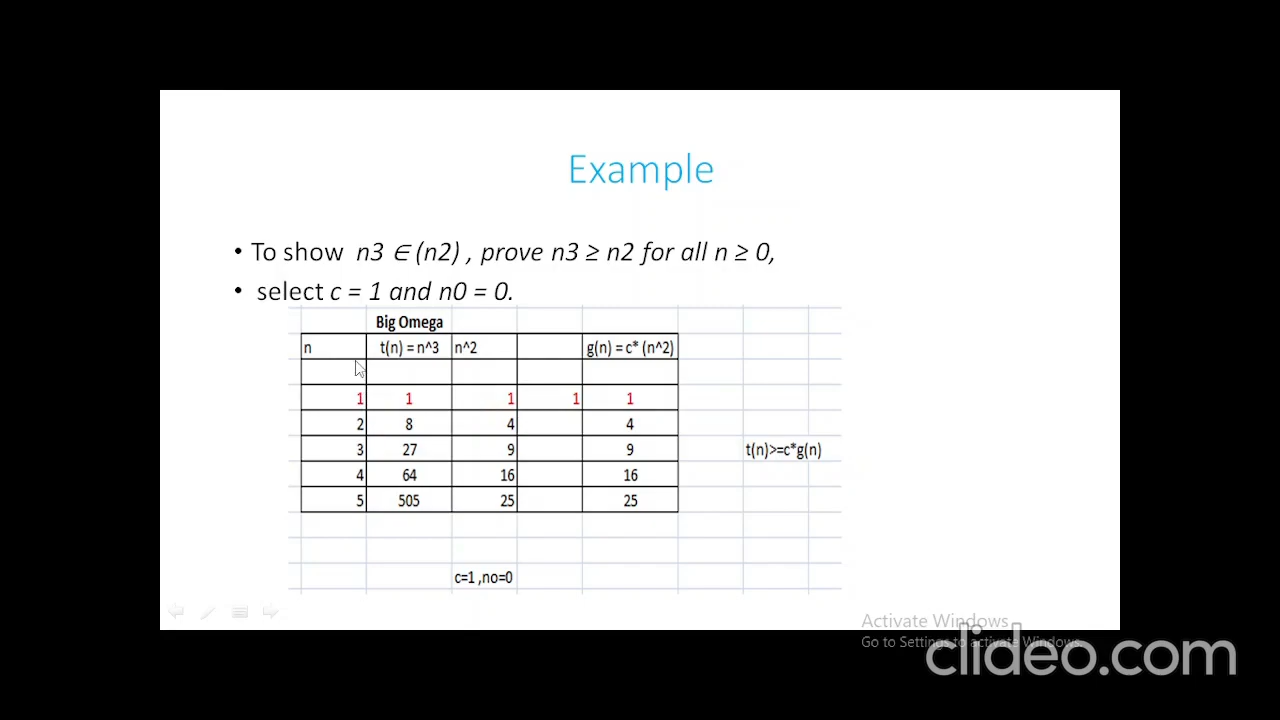 Example
• To show n3 ∈ (n2) , prove n3 ≥ n2 for all n ≥ 0,
• select c = 1 and n0 = 0.
Big Omega
n t(n) = n^3 n^2 g(n) = c* (n^2)
1 1 1 1 1
2 8 4 4
3 27 9 9
t(n)>=c*g(n)
4 64 16 16
5 505 25 25
c=1 ,no=0
Activate Windows
Go to Settings to activate Windows.
clideo.com